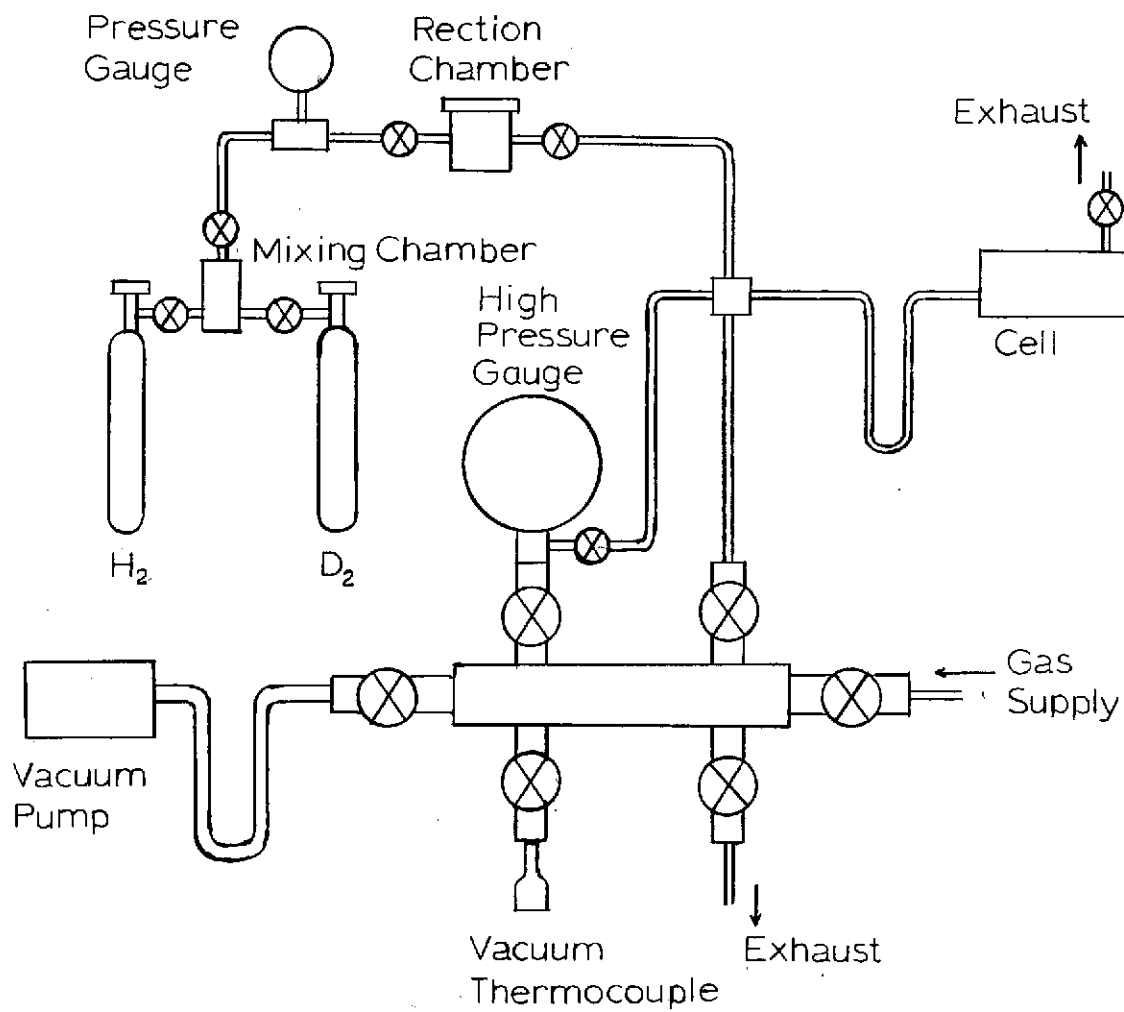 Pressure
Gauge
Rection
Chamber
Exhaust
Mixing Chamber
High
Pressure
Gauge
Cell
H₂
D₂
Gas
Supply
Vacuum
Pump
Vacuum
Thermocouple
Exhaust